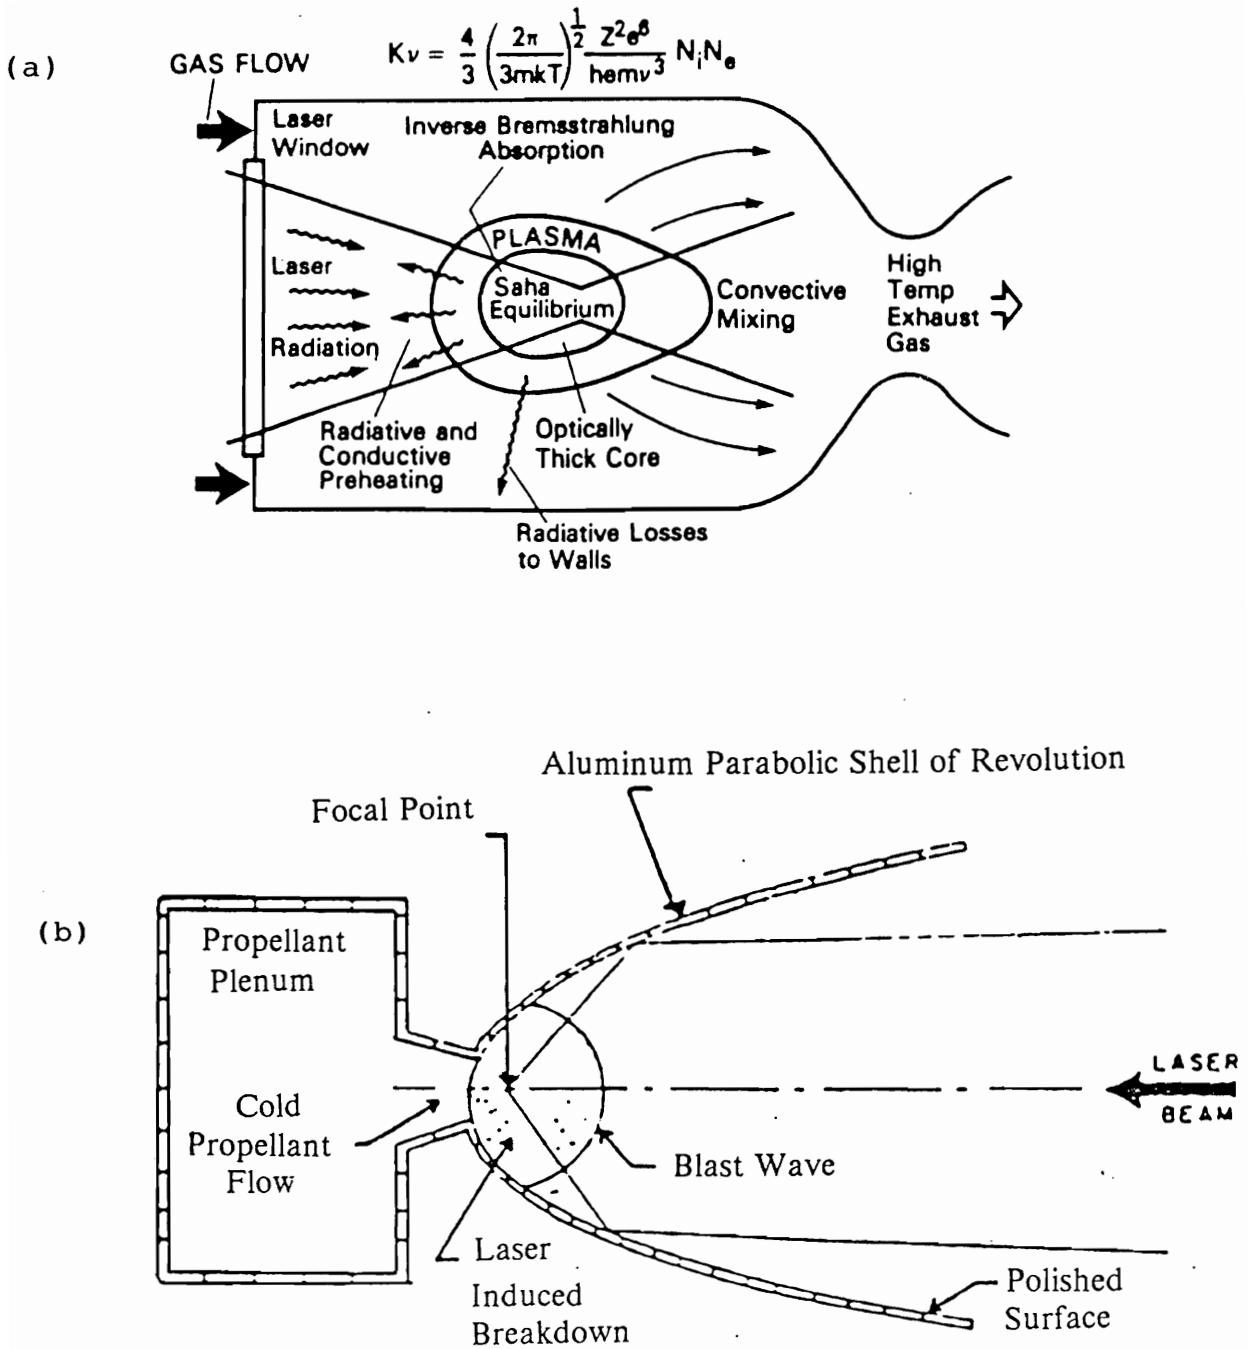 (a)
Kν = 4/3 (2π/3mkT)^1/2 Z²e⁶/hemν³ NᵢNₑ
GAS FLOW
Laser
Window
Inverse Bremsstrahlung
Absorption
PLASMA
Laser
Saha
Equilibrium
Convective
Mixing
High
Temp
Exhaust
Gas
Radiation
Radiative and
Conductive
Preheating
Optically
Thick Core
Radiative Losses
to Walls
Aluminum Parabolic Shell of Revolution
Focal Point
(b)
Propellant
Plenum
LASER
BEAM
Cold
Propellant
Flow
Blast Wave
Laser
Induced
Breakdown
Polished
Surface